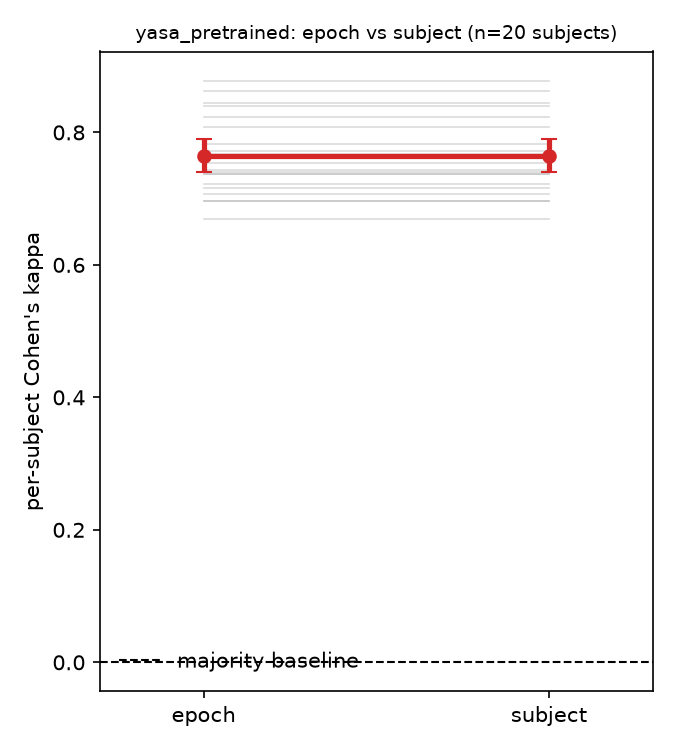 yasa_pretrained: epoch vs subject (n=20 subjects)
per-subject Cohen's kappa
0.8
0.6
0.4
0.2
0.0
majority baseline
epoch
subject